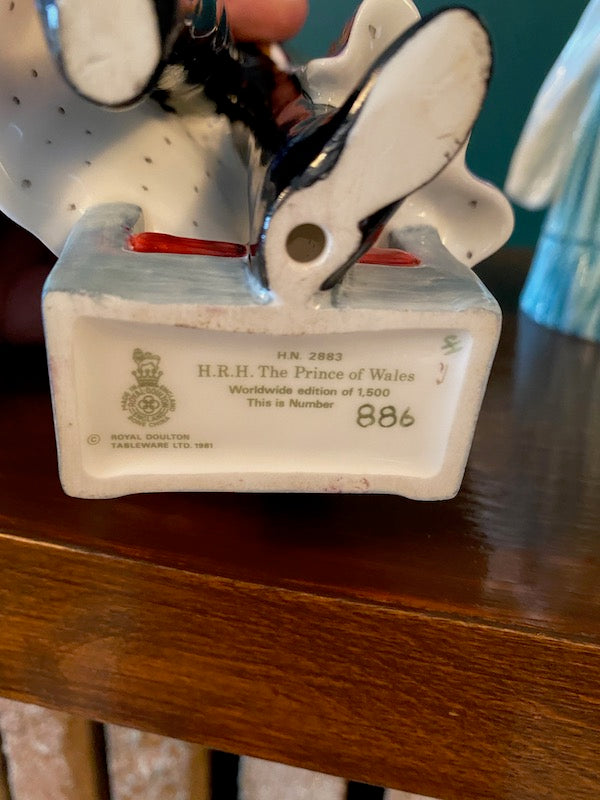 H.N. 2883
H.R.H. The Prince of Wales
Worldwide edition of 1,500
This is Number 886
© ROYAL DOULTON
TABLEWARE LTD. 1981